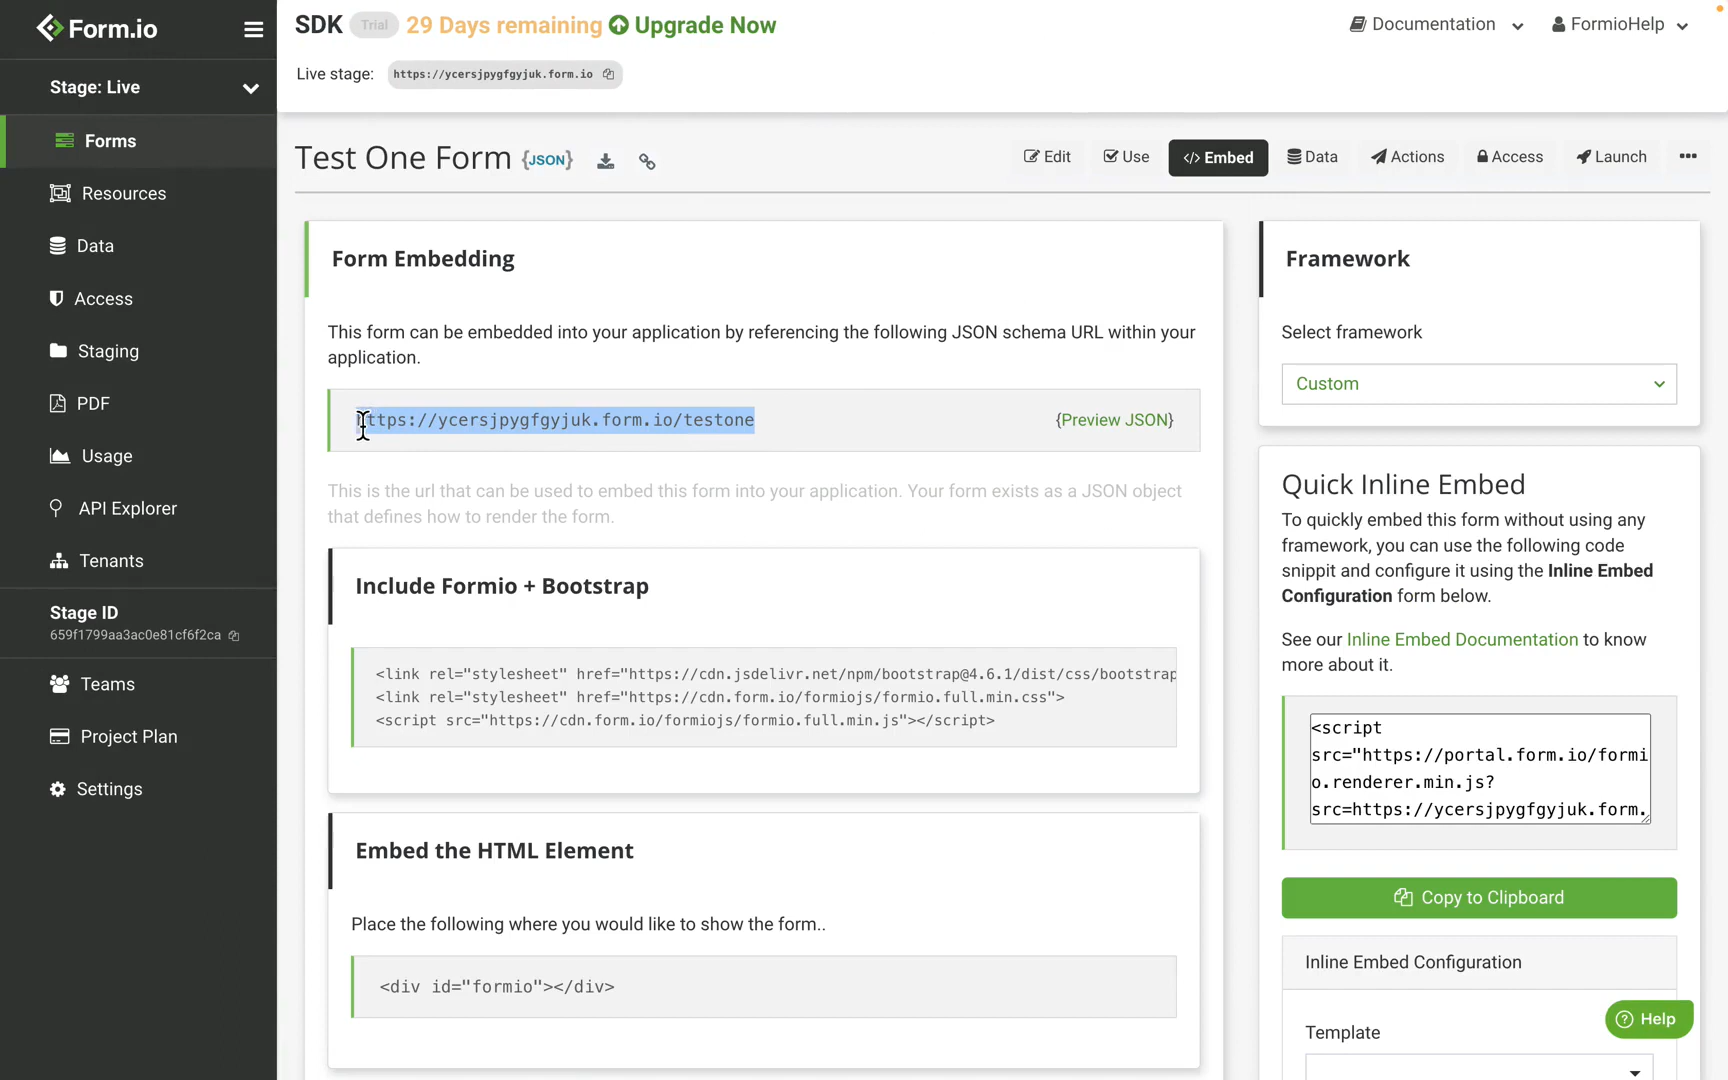 Form.io
Stage: Live
Forms
Resources
Data
Access
Staging
PDF
Usage
API Explorer
Tenants
Stage ID
659f1799aa3ac0e81cf6f2ca
Teams
Project Plan
Settings
SDK Trial 29 Days remaining Upgrade Now
Documentation FormioHelp
Live stage: https://ycersjpygfgyjuk.form.io
Test One Form {JSON}
Edit Use </> Embed Data Actions Access Launch •••
Form Embedding
This form can be embedded into your application by referencing the following JSON schema URL within your
application.
https://ycersjpygfgyjuk.form.io/testone {Preview JSON}
This is the url that can be used to embed this form into your application. Your form exists as a JSON object
that defines how to render the form.
Include Formio + Bootstrap
<link rel="stylesheet" href="https://cdn.jsdelivr.net/npm/bootstrap@4.6.1/dist/css/bootstrap
<link rel="stylesheet" href="https://cdn.form.io/formiojs/formio.full.min.css">
<script src="https://cdn.form.io/formiojs/formio.full.min.js"></script>
Embed the HTML Element
Place the following where you would like to show the form..
<div id="formio"></div>
Framework
Select framework
Custom
Quick Inline Embed
To quickly embed this form without using any
framework, you can use the following code
snippit and configure it using the Inline Embed
Configuration form below.
See our Inline Embed Documentation to know
more about it.
<script
src="https://portal.form.io/formi
o.renderer.min.js?
src=https://ycersjpygfgyjuk.form.
Copy to Clipboard
Inline Embed Configuration
Template
Help